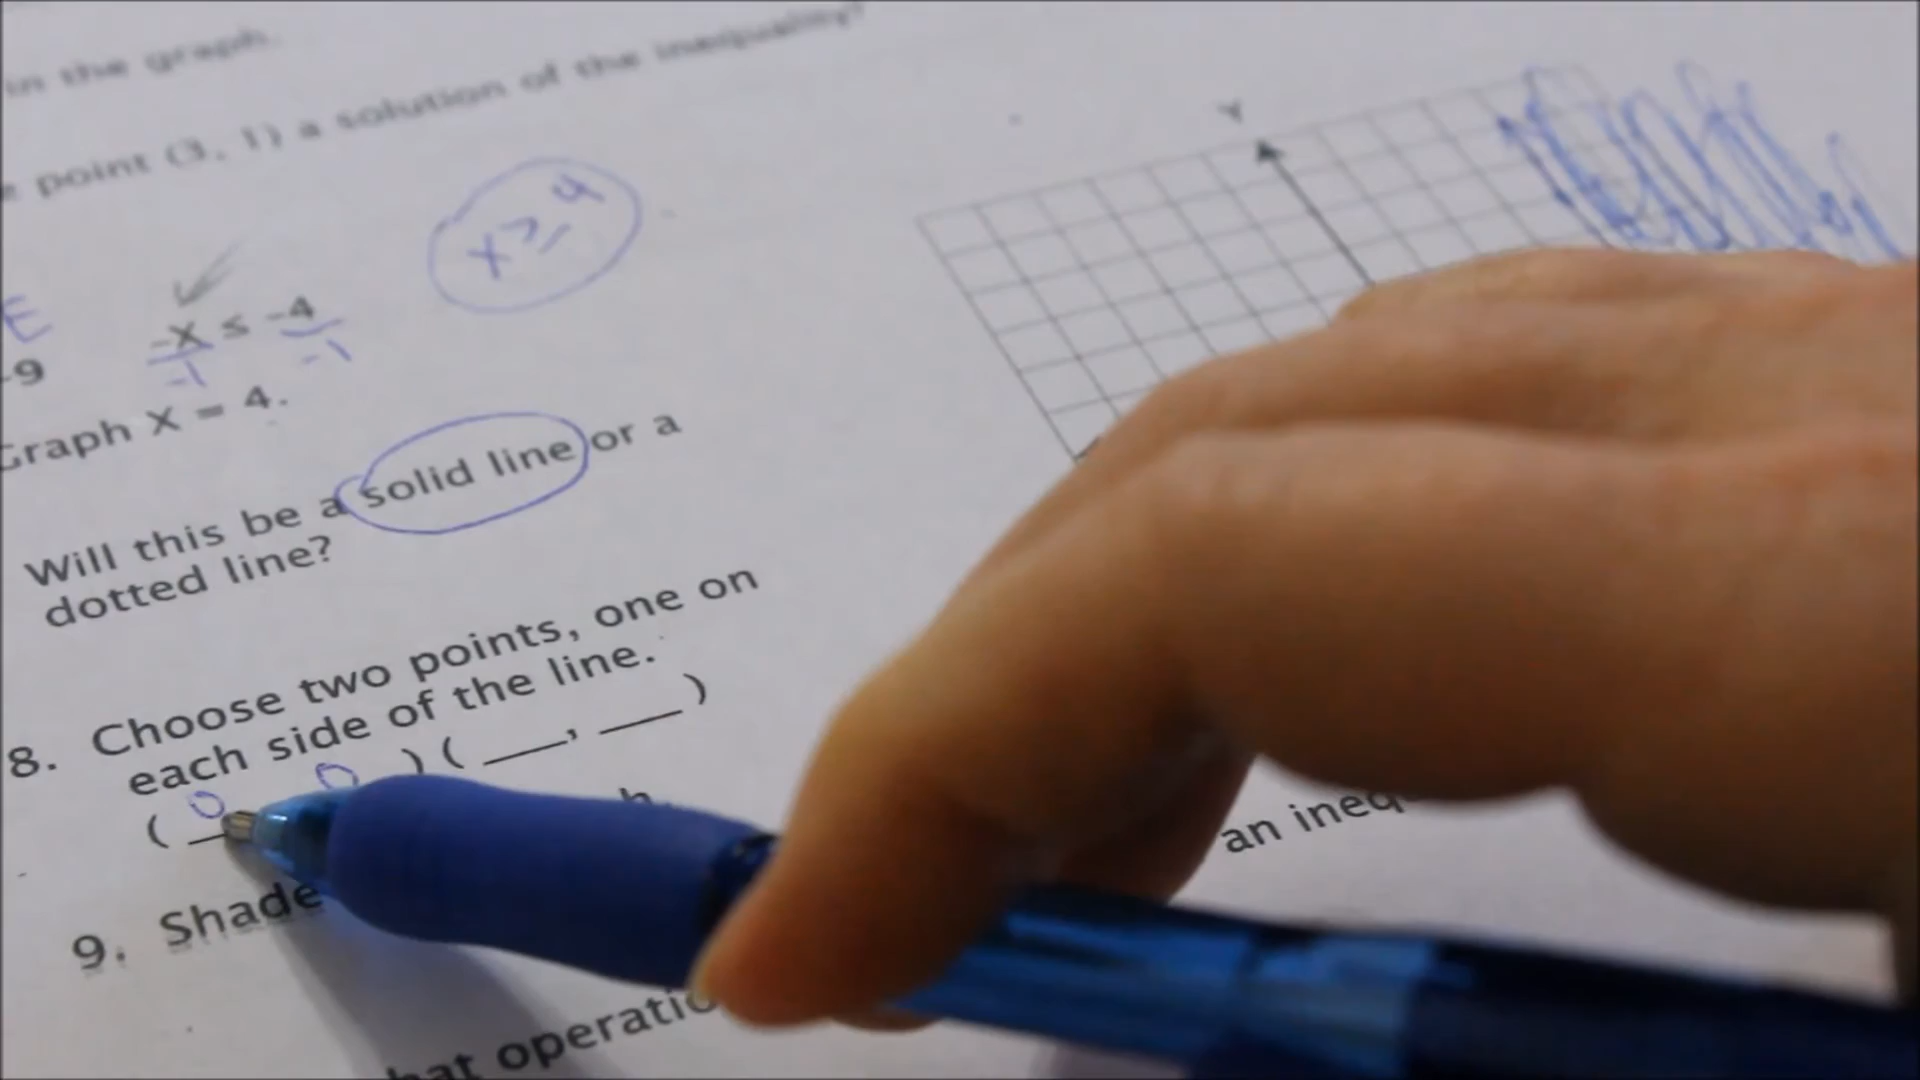 in the graph.
point (3, 1) a solution of the inequality?
x ≥ 4
E
-x ≤ -4
-1 -1
-9
Graph X = 4.
Will this be a solid line or a
dotted line?
8. Choose two points, one on
each side of the line.
( 0 0 ) ( ___, ___ )
9. Shade
an
hat
Y